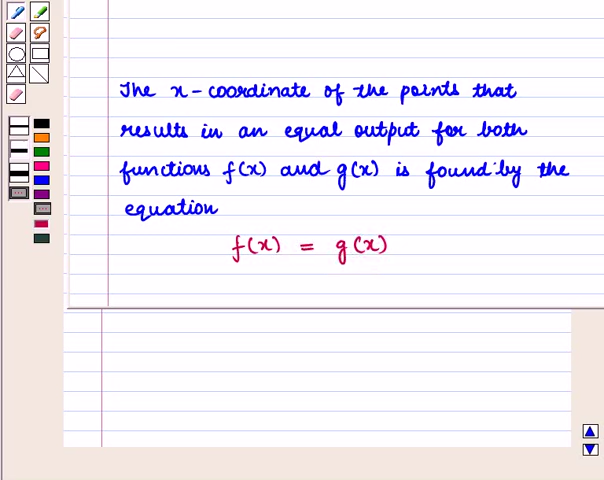 The x-coordinate of the points that
results in an equal output for both
functions f(x) and g(x) is found by the
equation
f(x) = g(x)